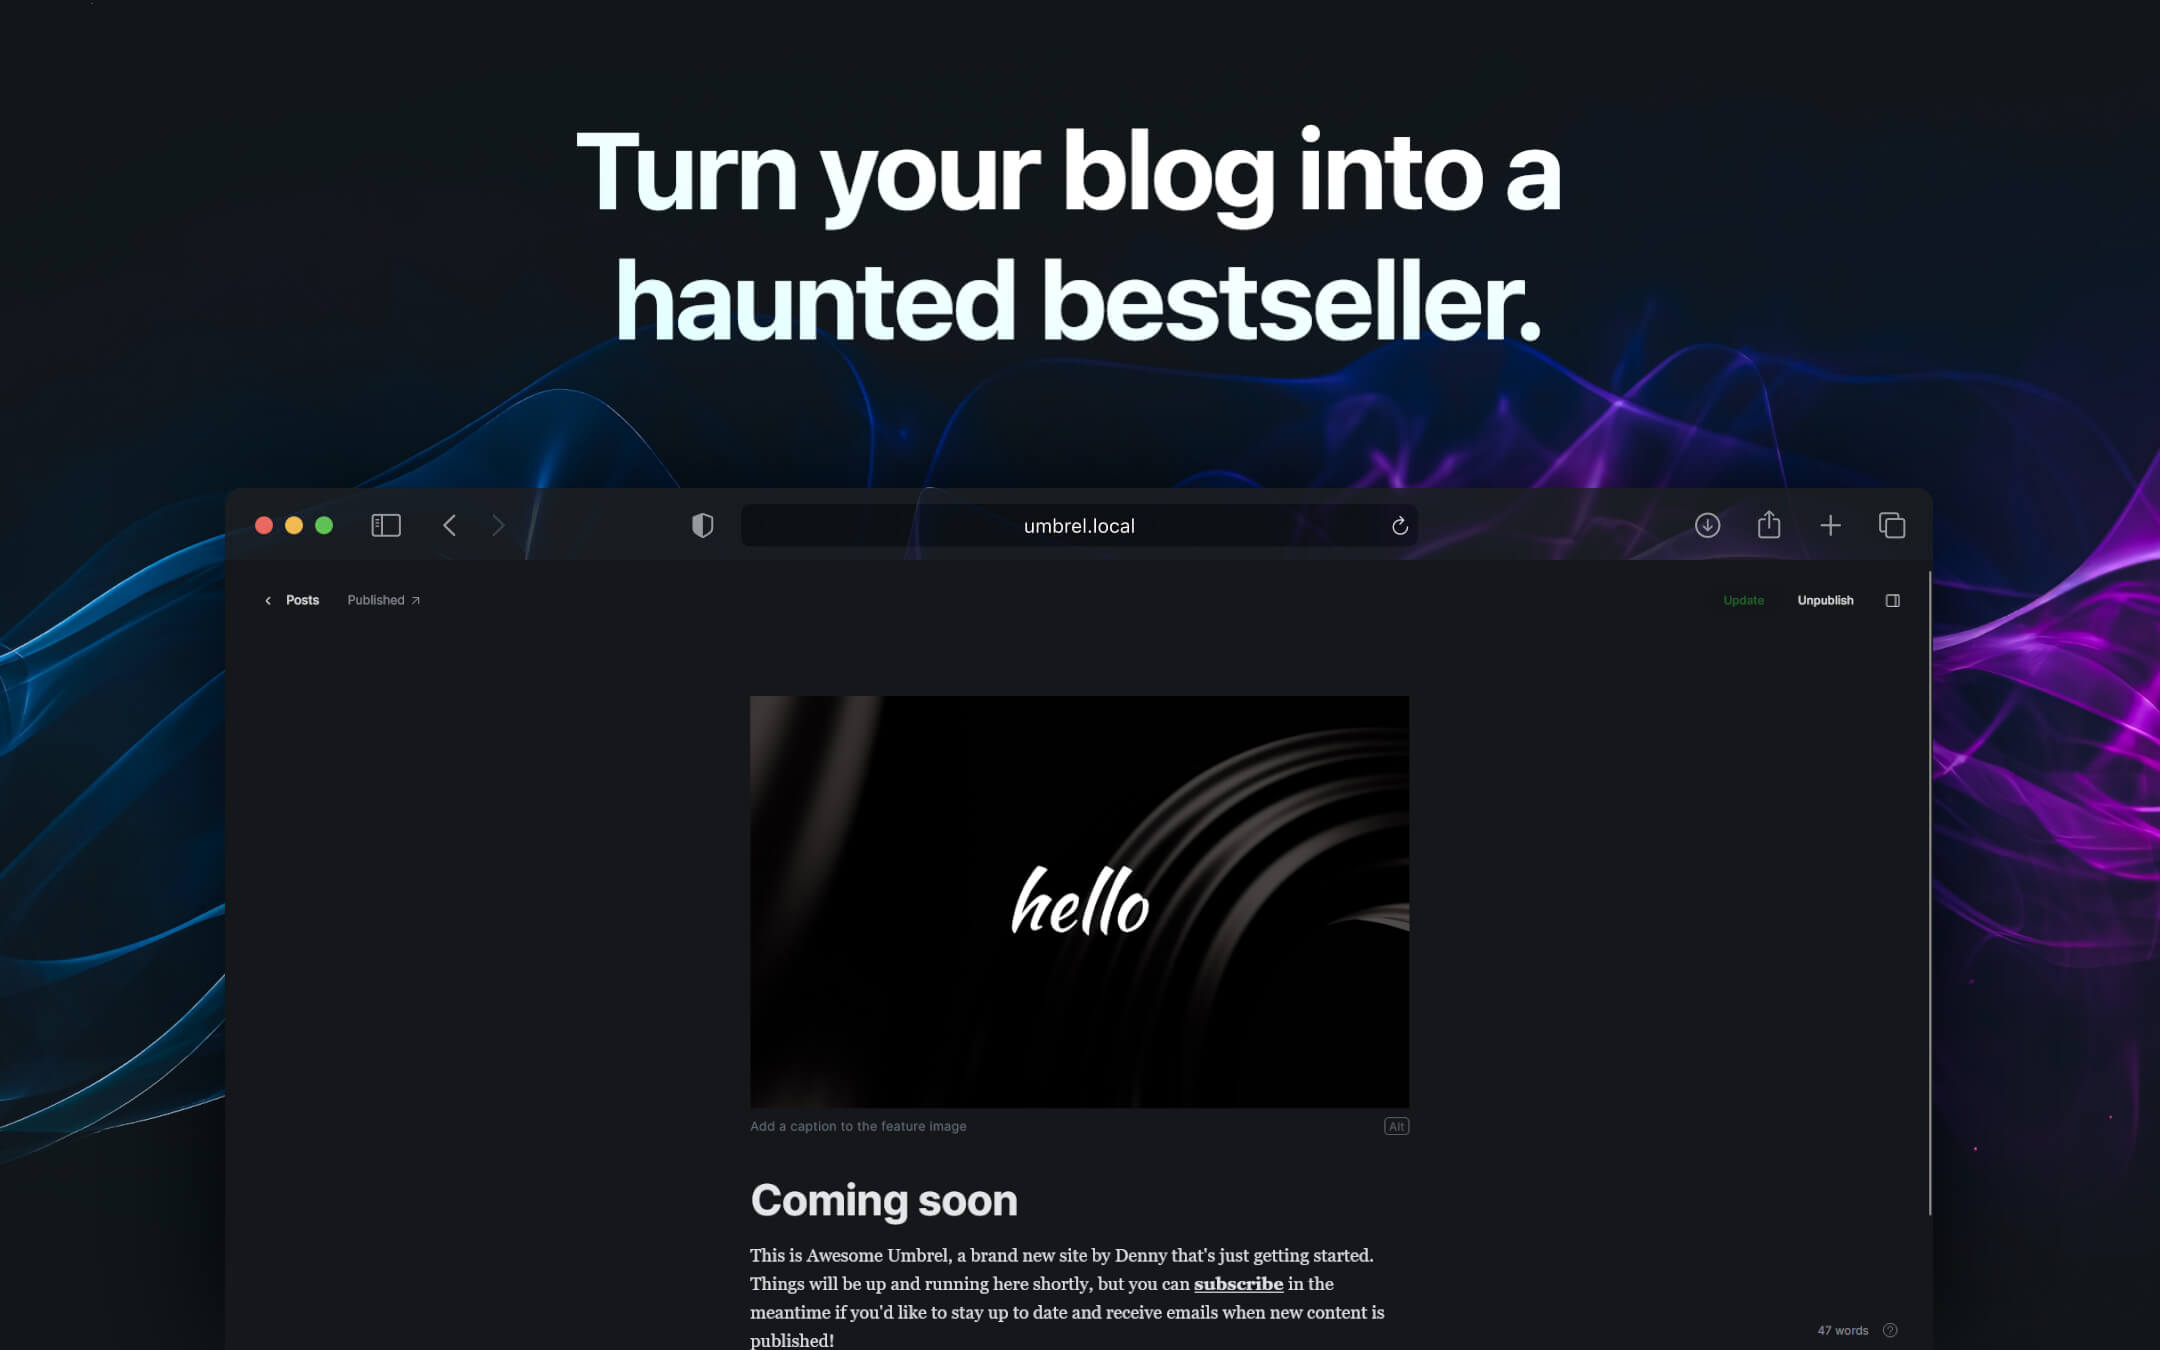 Turn your blog into a
haunted bestseller.
umbrel.local
Posts
Published
Update
Unpublish
hello
Add a caption to the feature image
Alt
Coming soon
This is Awesome Umbrel, a brand new site by Denny that's just getting started.
Things will be up and running here shortly, but you can subscribe in the
meantime if you'd like to stay up to date and receive emails when new content is
published!
47 words